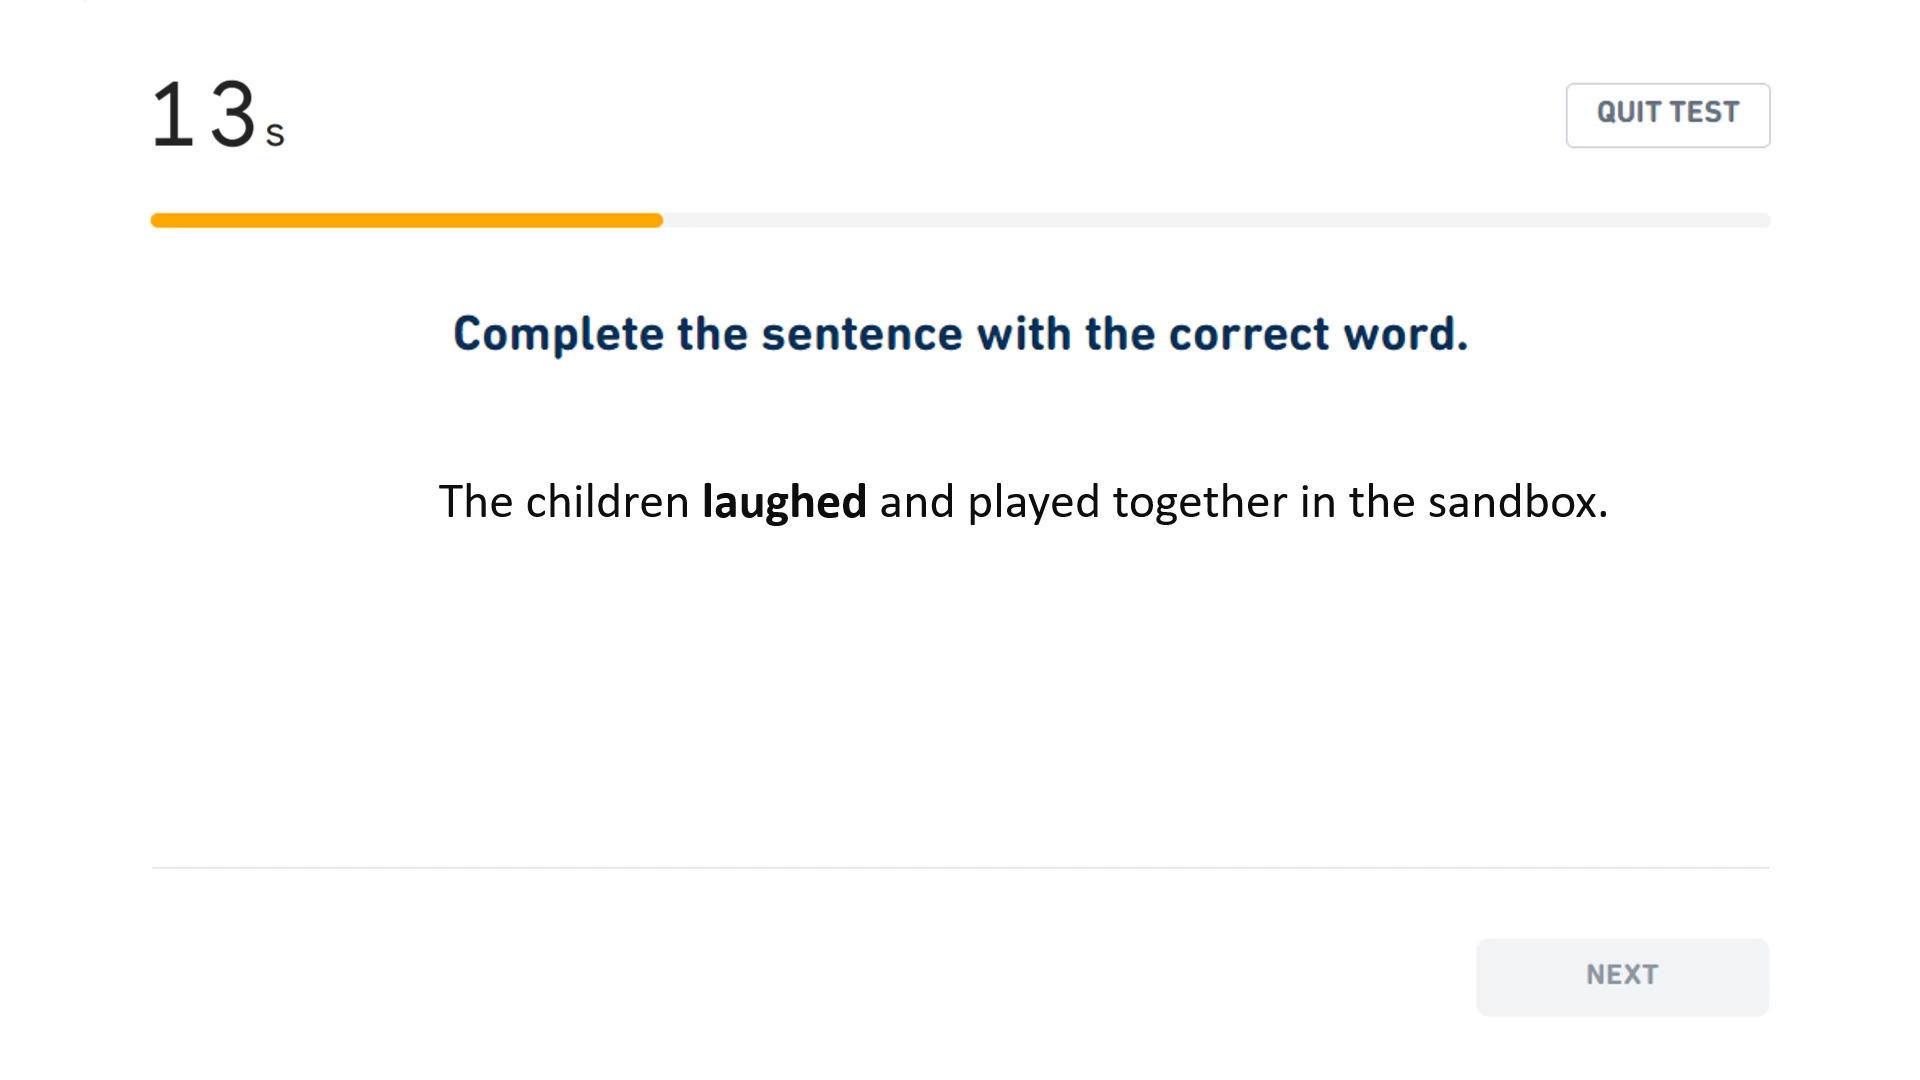 13s
QUIT TEST
Complete the sentence with the correct word.
The children laughed and played together in the sandbox.
NEXT